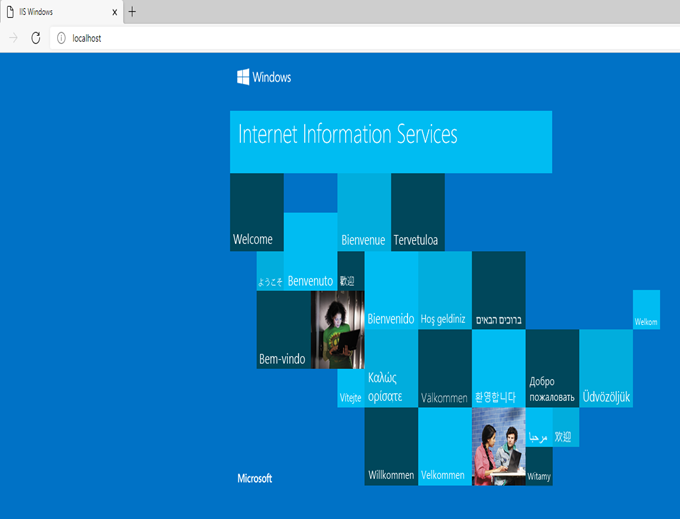 IIS Windows
localhost
Windows
Internet Information Services
Welcome
Bienvenue
Tervetuloa
ようこそ
Benvenuto
歡迎
Bienvenido
Hoş geldiniz
ברוכים הבאים
Welkom
Bem-vindo
Vítejte
Καλώς
ορίσατε
Välkommen
환영합니다
Добро
пожаловать
Üdvözöljük
Willkommen
Velkommen
مرحبا
欢迎
Witamy
Microsoft